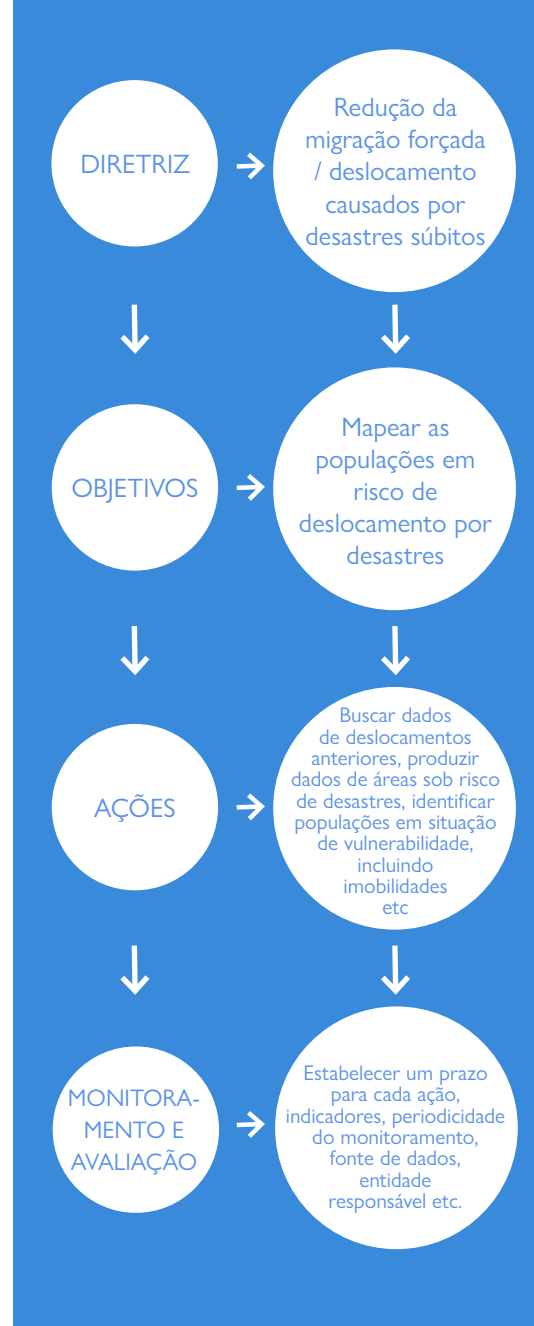 DIRETRIZ
Redução da
migração forçada
/ deslocamento
causados por
desastres súbitos
OBJETIVOS
Mapear as
populações em
risco de
deslocamento por
desastres
AÇÕES
Buscar dados
de deslocamentos
anteriores, produzir
dados de áreas sob risco
de desastres, identificar
populações em situação
de vulnerabilidade,
incluindo
imobilidades
etc
MONITORA-
MENTO E
AVALIAÇÃO
Estabelecer um prazo
para cada ação,
indicadores, periodicidade
do monitoramento,
fonte de dados,
entidade
responsável etc.